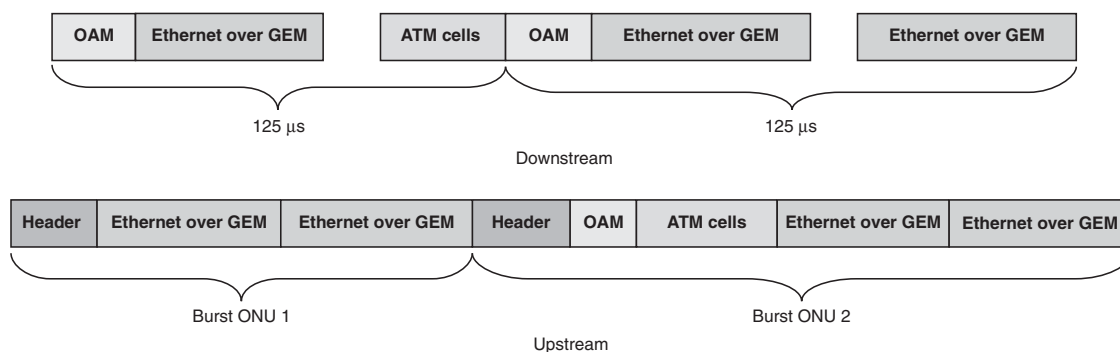 OAM Ethernet over GEM ATM cells OAM Ethernet over GEM Ethernet over GEM
125 μs 125 μs
Downstream
Header Ethernet over GEM Ethernet over GEM Header OAM ATM cells Ethernet over GEM Ethernet over GEM
Burst ONU 1 Burst ONU 2
Upstream